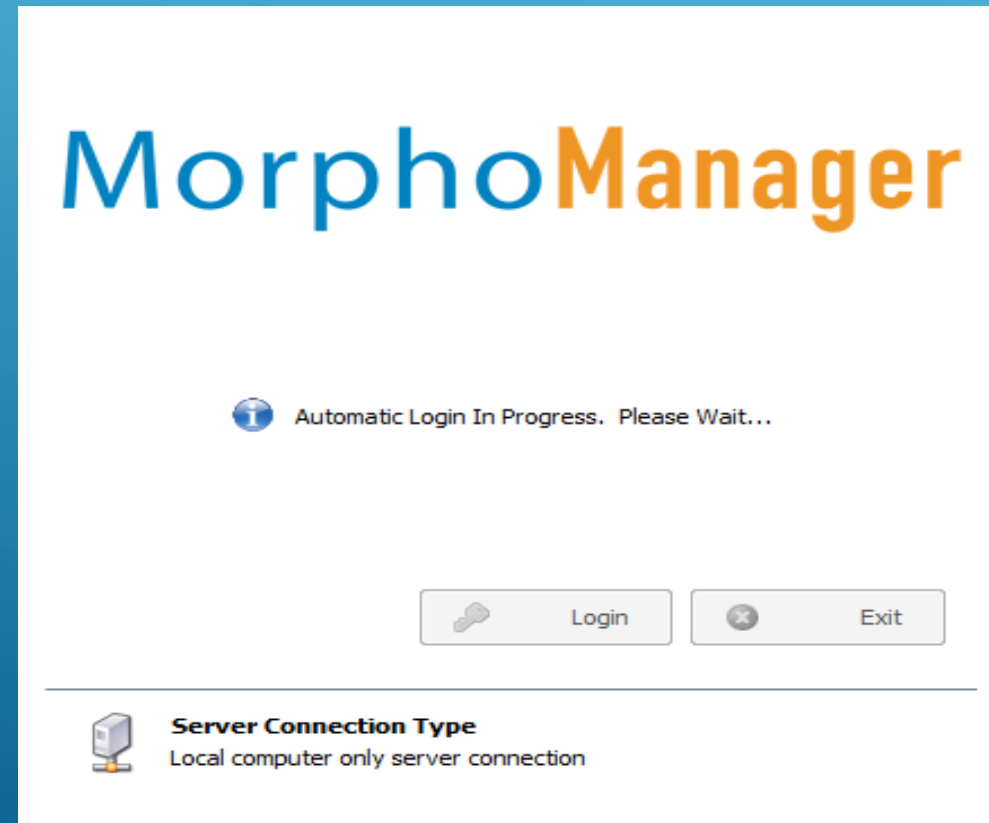 MorphoManager
Automatic Login In Progress.  Please Wait...
Login
Exit
Server Connection Type
Local computer only server connection